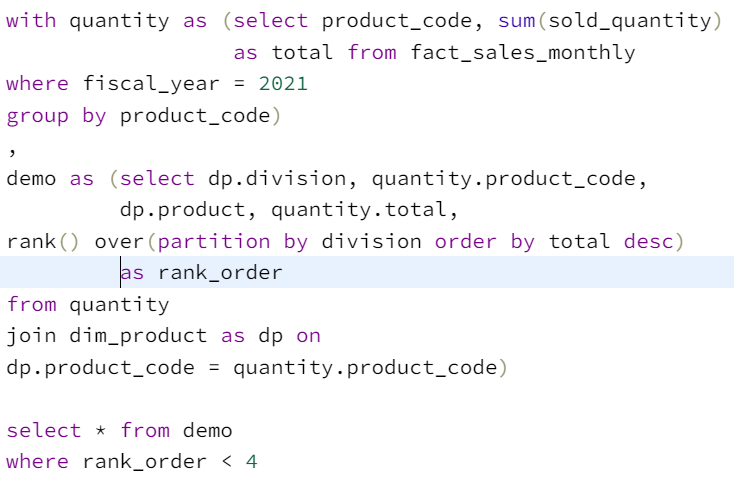 with quantity as (select product_code, sum(sold_quantity)
as total from fact_sales_monthly
where fiscal_year = 2021
group by product_code)
,
demo as (select dp.division, quantity.product_code,
dp.product, quantity.total,
rank() over(partition by division order by total desc)
as rank_order
from quantity
join dim_product as dp on
dp.product_code = quantity.product_code)
select * from demo
where rank_order < 4